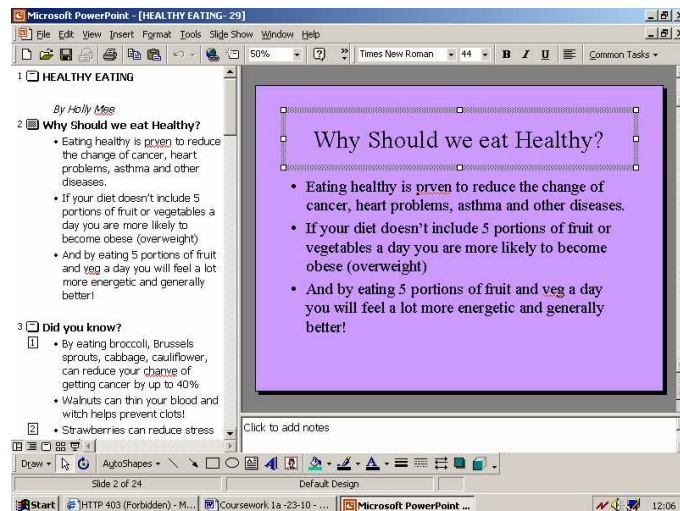 Microsoft PowerPoint - [HEALTHY EATING- 29]
File Edit View Insert Format Tools Slide Show Window Help
50% Times New Roman 44 B I U Common Tasks
1 HEALTHY EATING
By Holly Mee
2 Why Should we eat Healthy?
• Eating healthy is prven to reduce
the change of cancer, heart
problems, asthma and other
diseases.
• If your diet doesn't include 5
portions of fruit or vegetables a
day you are more likely to
become obese (overweight)
• And by eating 5 portions of fruit
and veg a day you will feel a lot
more energetic and generally
better!
3 Did you know?
1 • By eating broccoli, Brussels
sprouts, cabbage, cauliflower,
can reduce your chanve of
getting cancer by up to 40%
• Walnuts can thin your blood and
witch helps prevent clots!
2 • Strawberries can reduce stress
Why Should we eat Healthy?
• Eating healthy is prven to reduce the change of
cancer, heart problems, asthma and other diseases.
• If your diet doesn't include 5 portions of fruit or
vegetables a day you are more likely to become
obese (overweight)
• And by eating 5 portions of fruit and veg a day
you will feel a lot more energetic and generally
better!
Click to add notes
Draw AutoShapes
Slide 2 of 24 Default Design
Start HTTP 403 (Forbidden) - M... Coursework 1a -23-10 - ... Microsoft PowerPoint ... 12:06